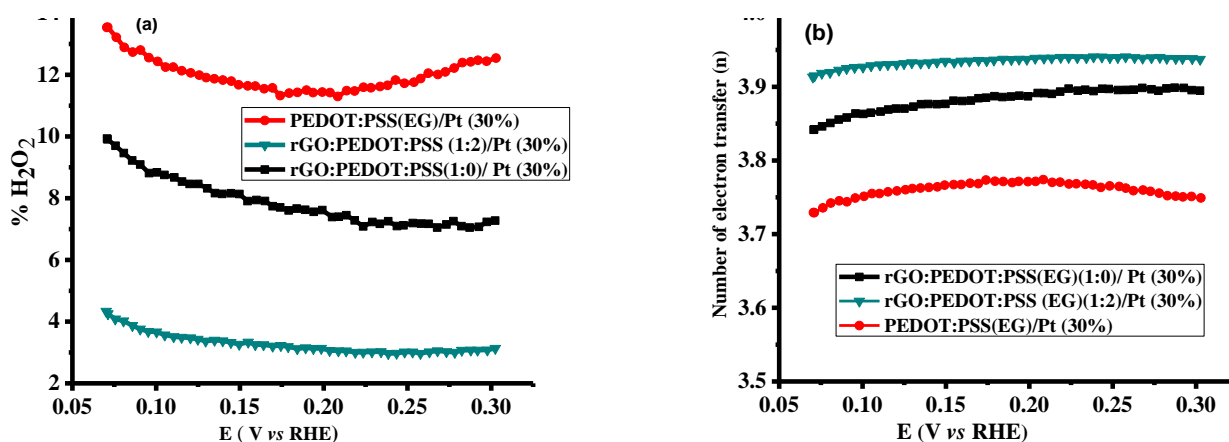 (a)
14
12
10
8
6
4
2
% H₂O₂
PEDOT:PSS(EG)/Pt (30%)
rGO:PEDOT:PSS (1:2)/Pt (30%)
rGO:PEDOT:PSS(1:0)/ Pt (30%)
0.05 0.10 0.15 0.20 0.25 0.30
E ( V vs RHE)
(b)
4.0
3.9
3.8
3.7
3.6
3.5
Number of electron transfer (n)
rGO:PEDOT:PSS(EG)(1:0)/ Pt (30%)
rGO:PEDOT:PSS (EG)(1:2)/Pt (30%)
PEDOT:PSS(EG)/Pt (30%)
0.05 0.10 0.15 0.20 0.25 0.30
E (V vs RHE)